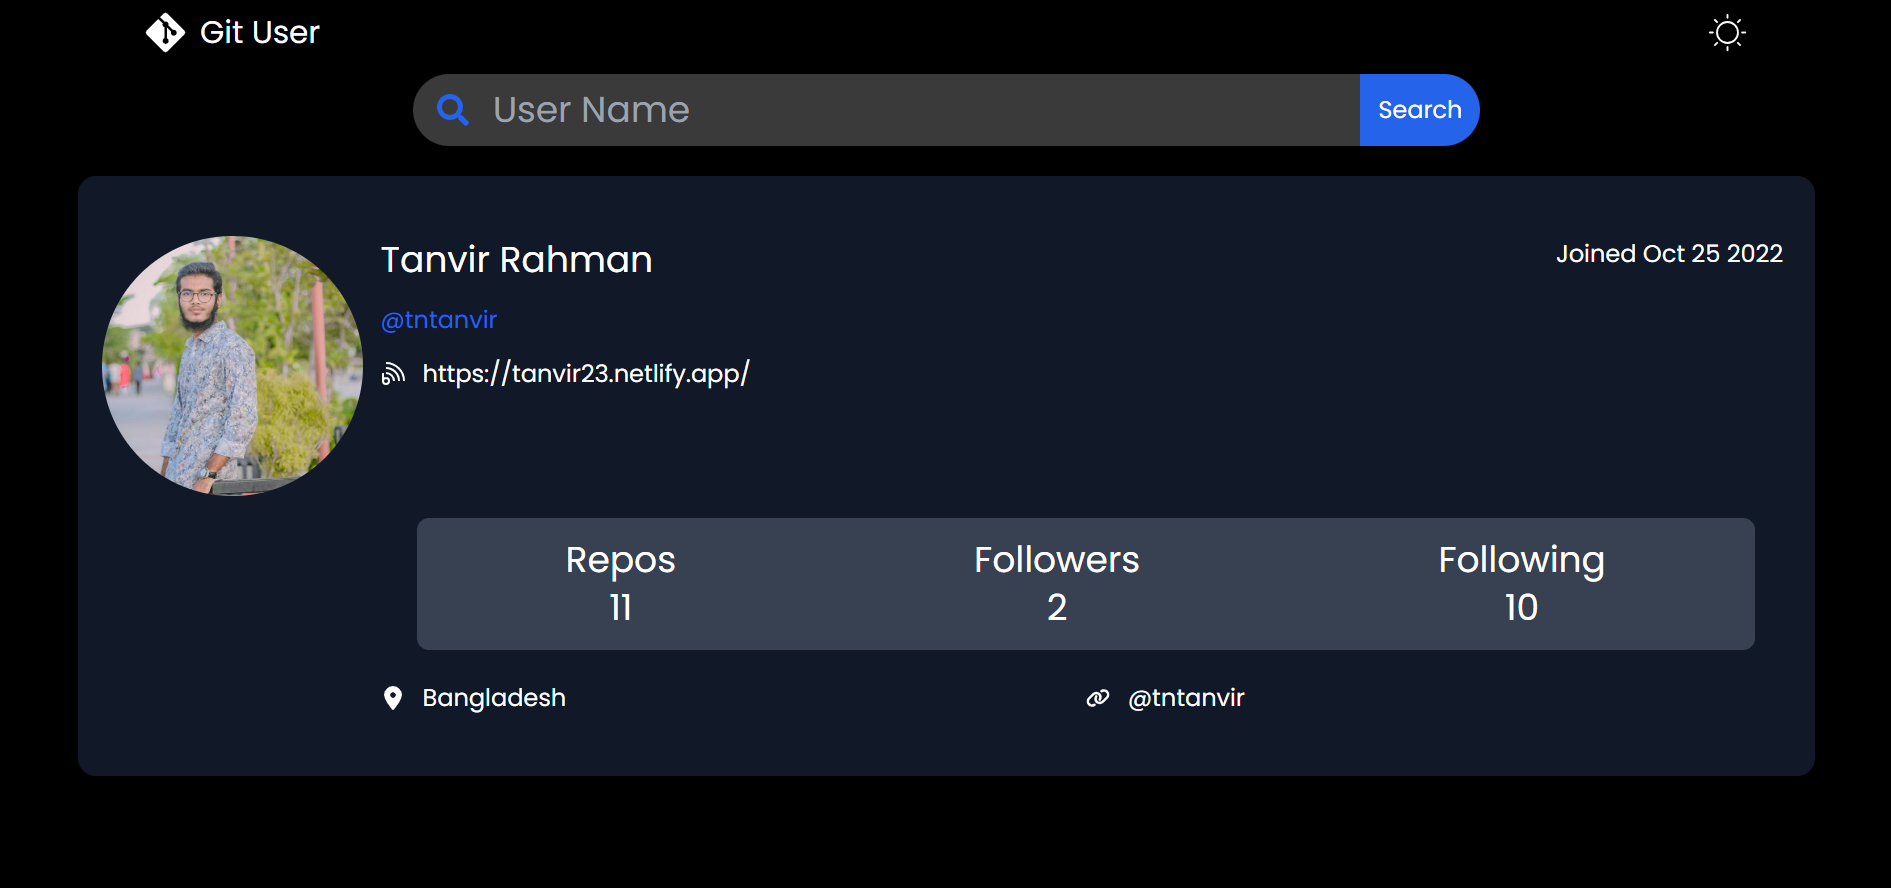 Git User
User Name
Search
Tanvir Rahman
Joined Oct 25 2022
@tntanvir
https://tanvir23.netlify.app/
Repos
Followers
Following
11
2
10
Bangladesh
@tntanvir